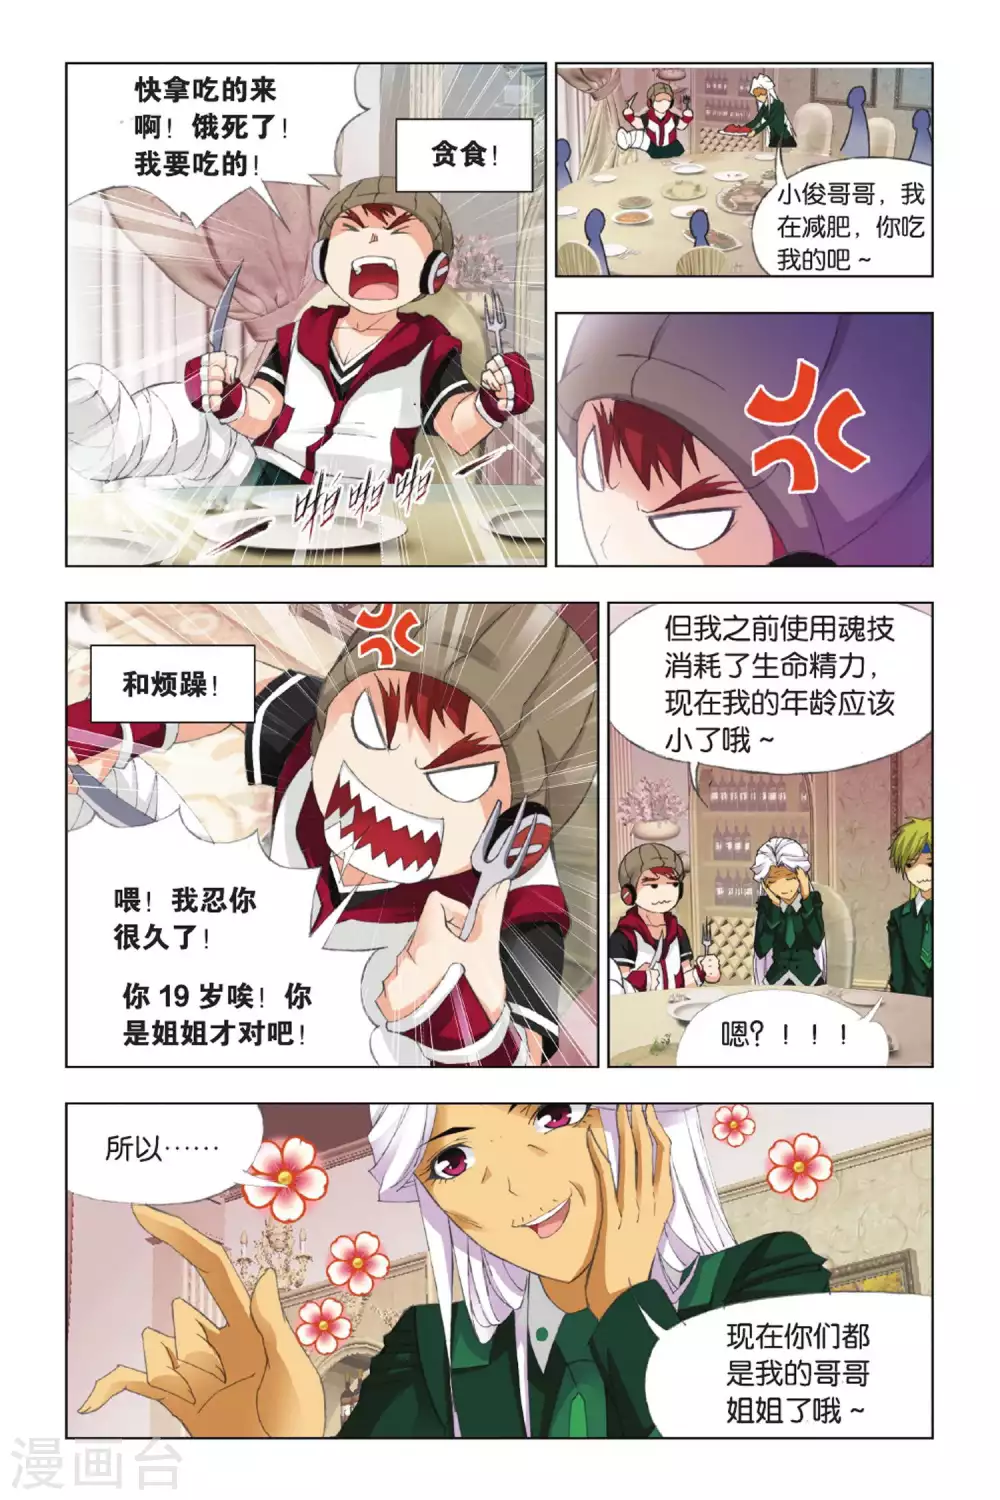 快拿吃的来
啊！饿死了！
我要吃的！
贪食！
啪啪啪
小俊哥哥，我
在减肥，你吃
我的吧～
和烦躁！
喂！我忍你
很久了！
你19岁唉！你
是姐姐才对吧！
但我之前使用魂技
消耗了生命精力，
现在我的年龄应该
小了哦～
嗯？！！！
所以……
现在你们都
是我的哥哥
姐姐了哦～
漫画台